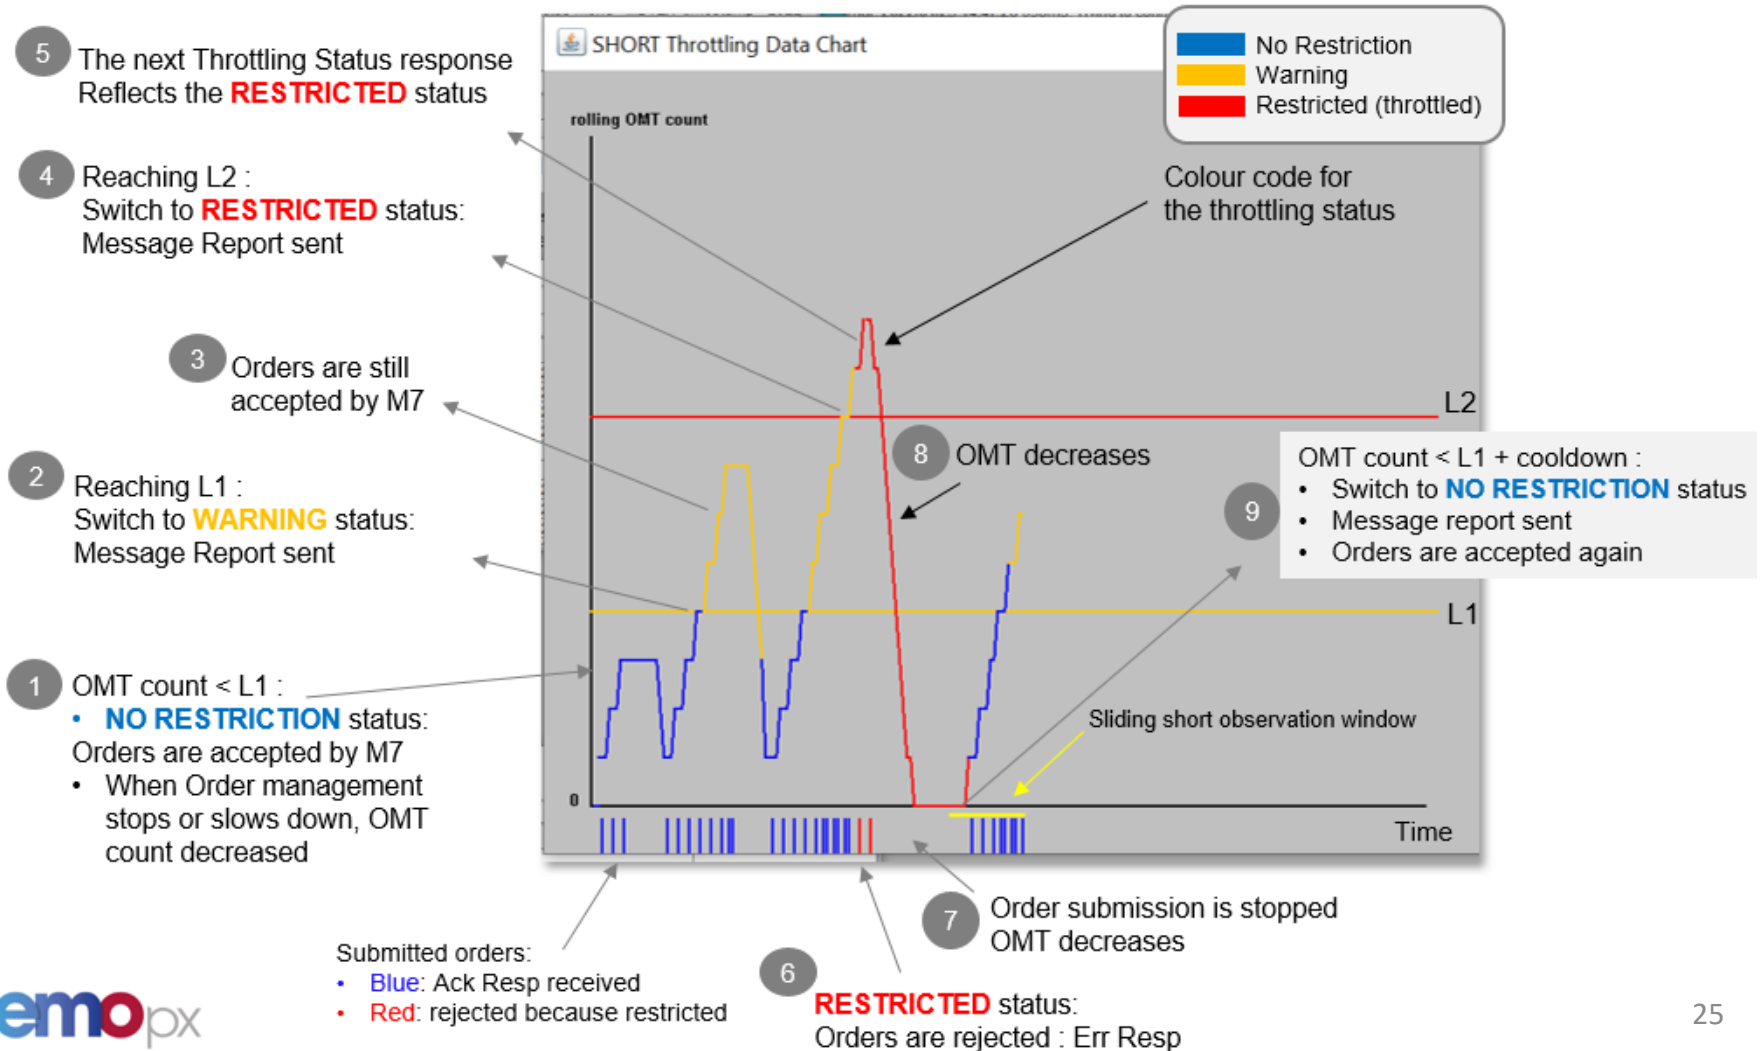 5
The next Throttling Status response
Reflects the RESTRICTED status
4
Reaching L2 :
Switch to RESTRICTED status:
Message Report sent
3
Orders are still
accepted by M7
2
Reaching L1 :
Switch to WARNING status:
Message Report sent
1
OMT count < L1 :
• NO RESTRICTION status:
Orders are accepted by M7
• When Order management
stops or slows down, OMT
count decreased
SHORT Throttling Data Chart
No Restriction
Warning
Restricted (throttled)
rolling OMT count
Colour code for
the throttling status
L2
8
OMT decreases
9
OMT count < L1 + cooldown :
• Switch to NO RESTRICTION status
• Message report sent
• Orders are accepted again
L1
Sliding short observation window
0
Time
7
Order submission is stopped
OMT decreases
Submitted orders:
• Blue: Ack Resp received
• Red: rejected because restricted
6
RESTRICTED status:
Orders are rejected : Err Resp
emopx
25